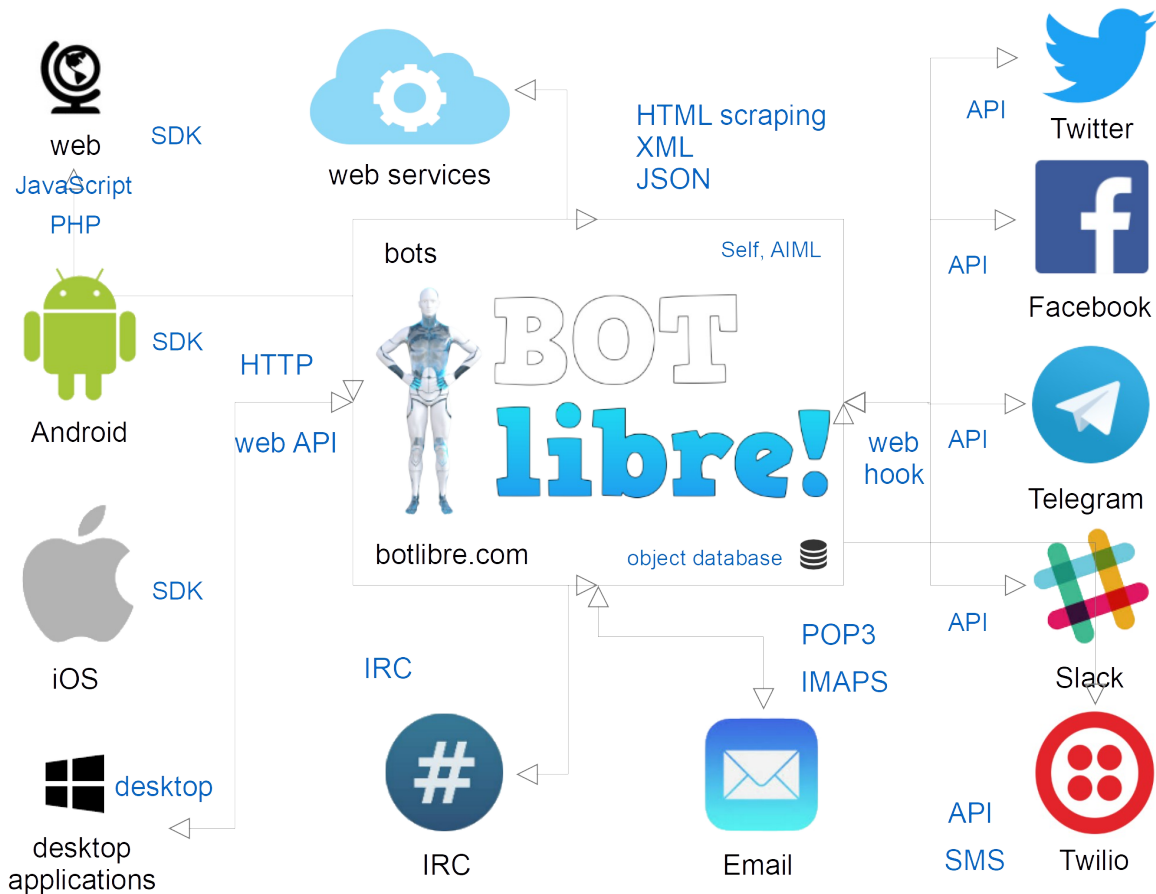 web
SDK
JavaScript
PHP
web services
HTML scraping
XML
JSON
API
Twitter
bots
Self, AIML
BOT
libre!
botlibre.com
object database
Android
SDK
HTTP
web API
web
hook
API
Facebook
API
Telegram
iOS
SDK
API
Slack
desktop
desktop
applications
IRC
IRC
POP3
IMAPS
Email
API
SMS
Twilio